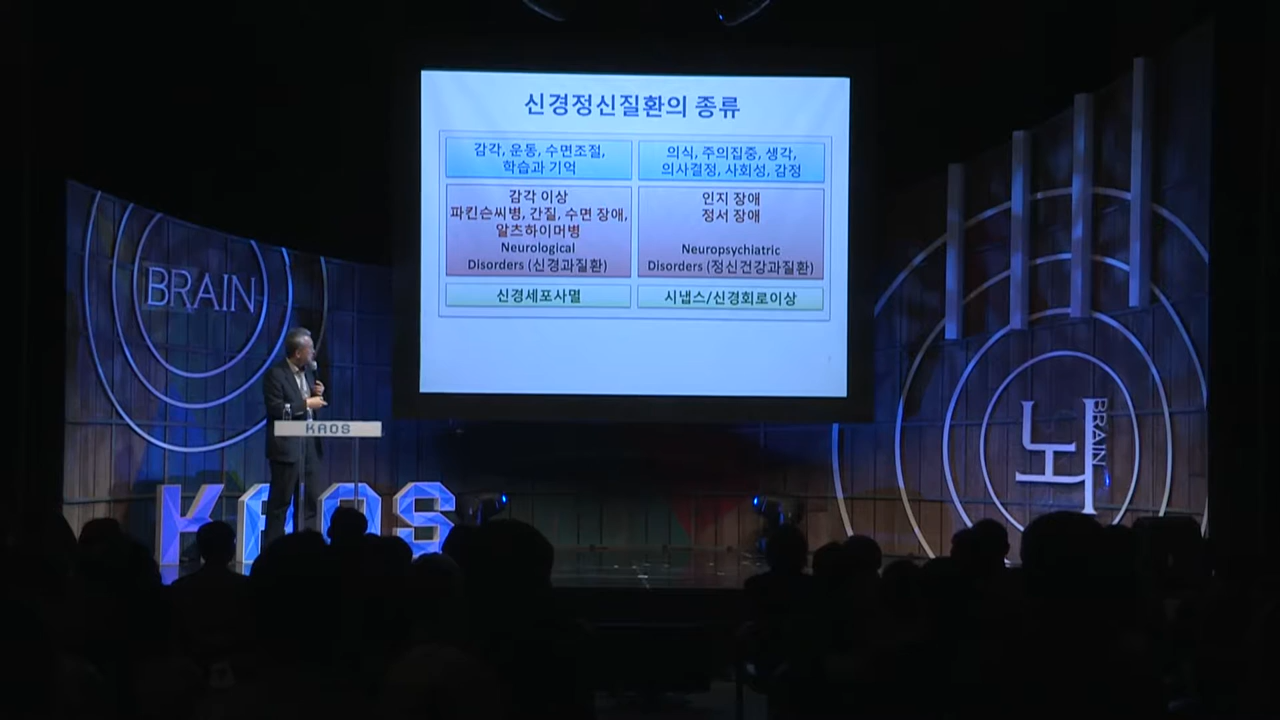 신경정신질환의 종류
감각, 운동, 수면조절,
학습과 기억
의식, 주의집중, 생각,
의사결정, 사회성, 감정
감각 이상
파킨슨씨병, 간질, 수면 장애,
알츠하이머병
Neurological
Disorders (신경과질환)
인지 장애
정서 장애
Neuropsychiatric
Disorders (정신건강과질환)
신경세포사멸
시냅스/신경회로이상
BRAIN
KAOS
KAOS
뇌
BRAIN